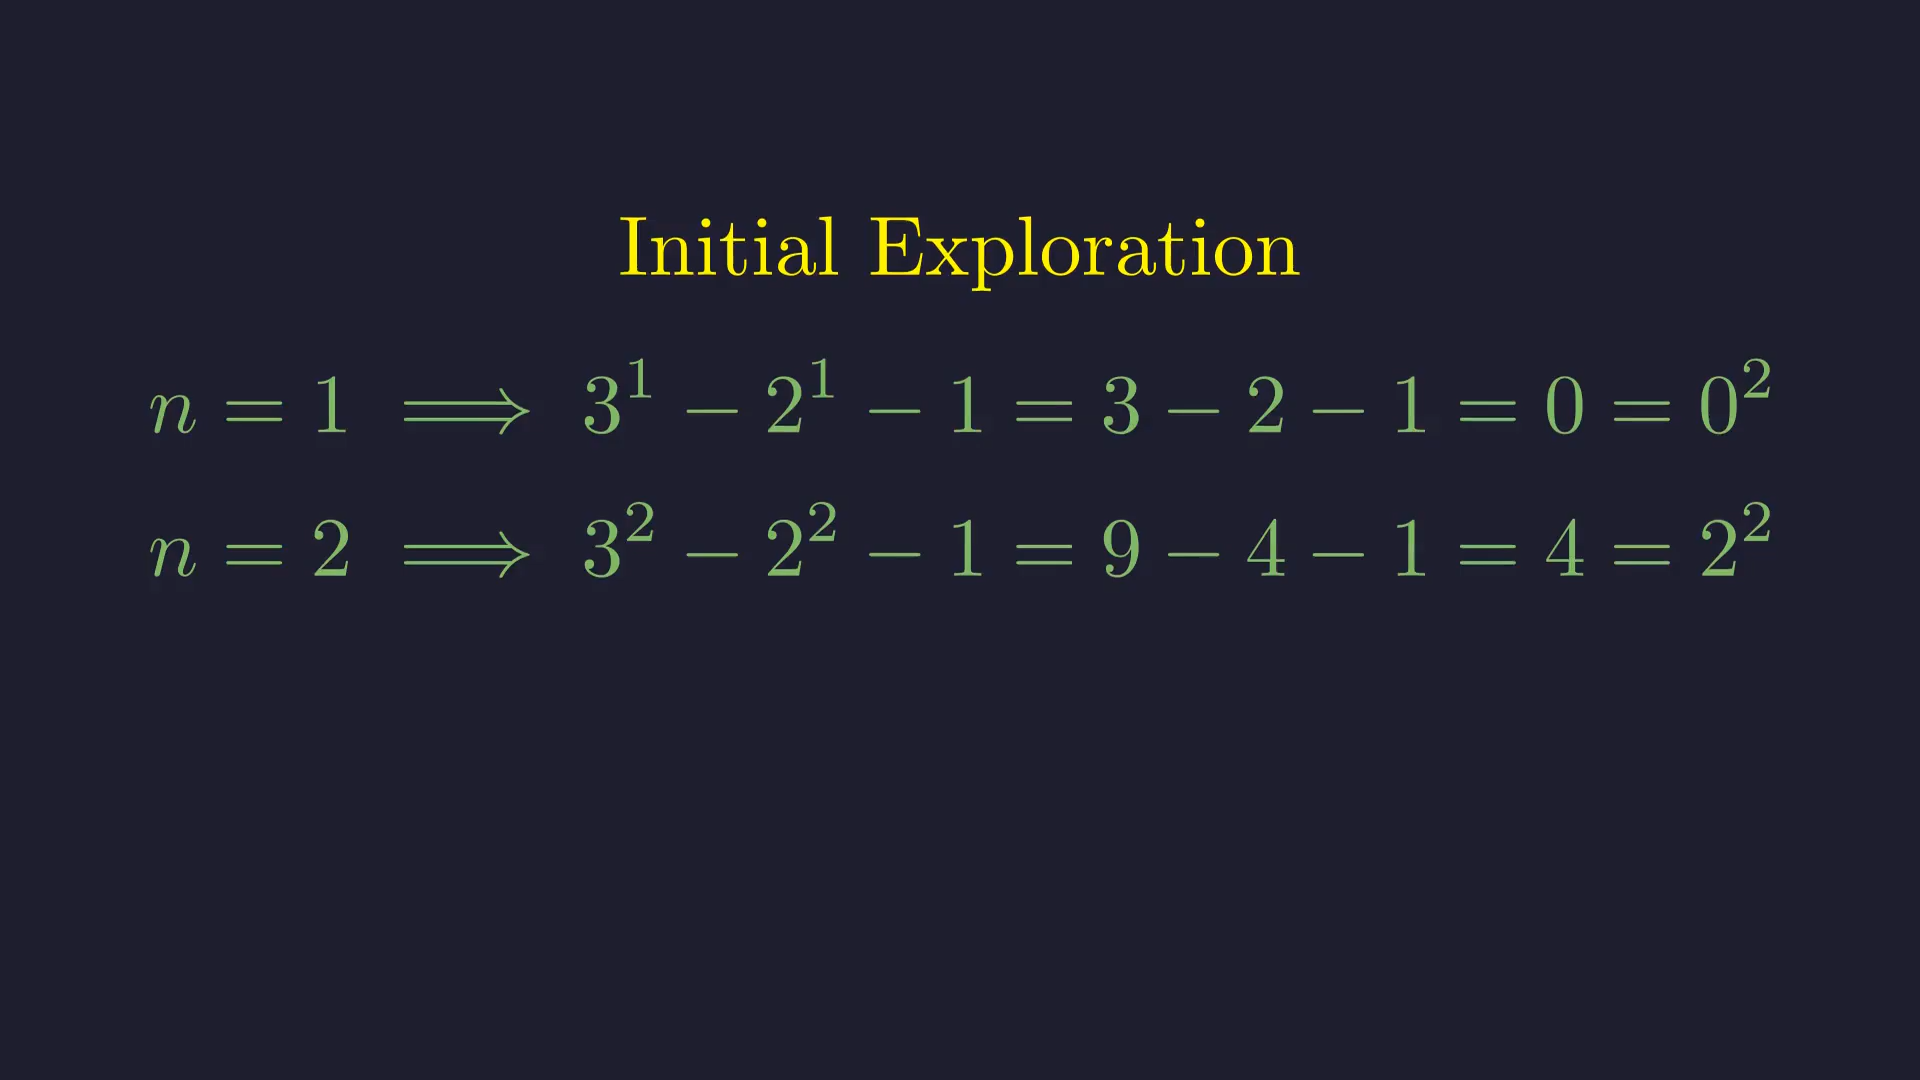 Initial Exploration
n = 1 ⟹ 3¹ − 2¹ − 1 = 3 − 2 − 1 = 0 = 0²
n = 2 ⟹ 3² − 2² − 1 = 9 − 4 − 1 = 4 = 2²